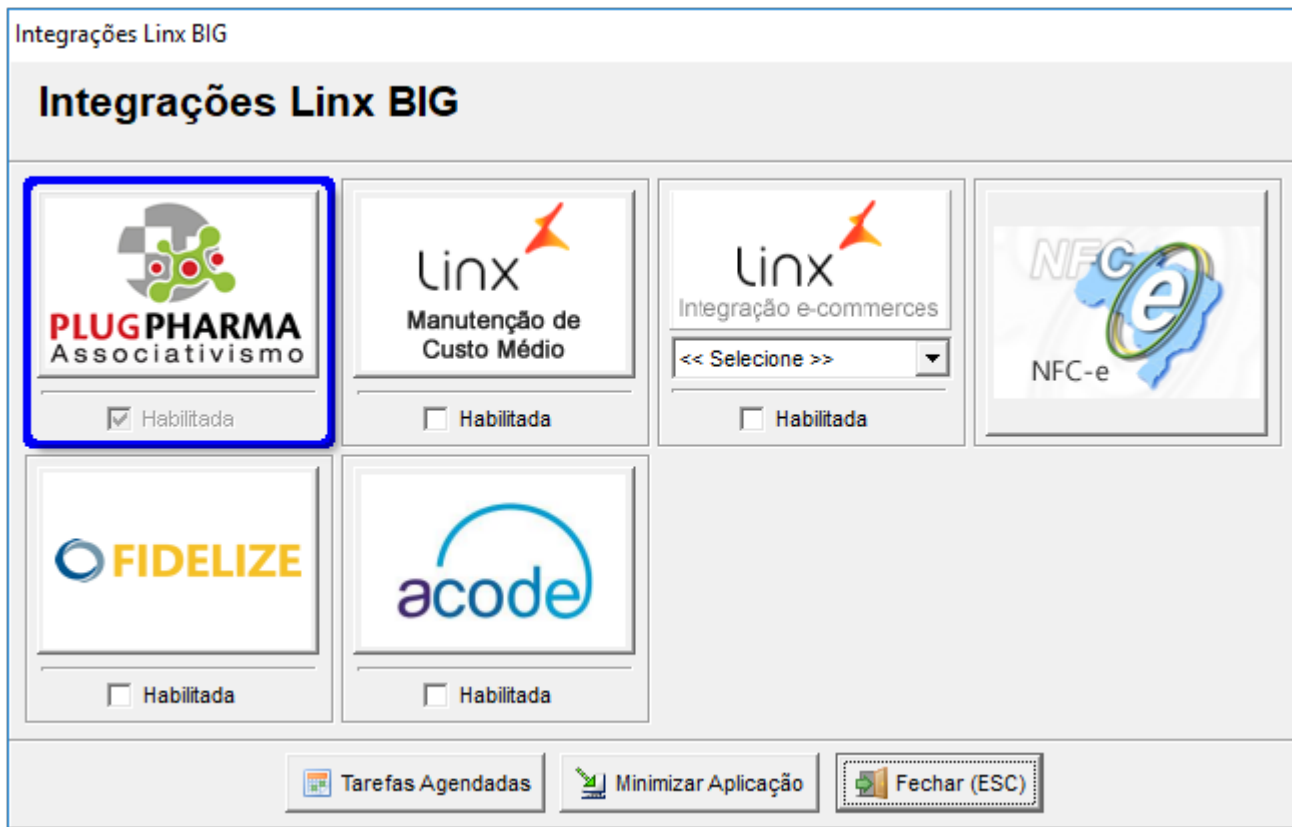 Integrações Linx BIG
Integrações Linx BIG
PLUGPHARMA
Associativismo
Habilitada
Linx
Manutenção de
Custo Médio
Habilitada
Linx
Integração e-commerces
<< Selecione >>
Habilitada
NFC e
NFC-e
FIDELIZE
Habilitada
acode
Habilitada
Tarefas Agendadas
Minimizar Aplicação
Fechar (ESC)